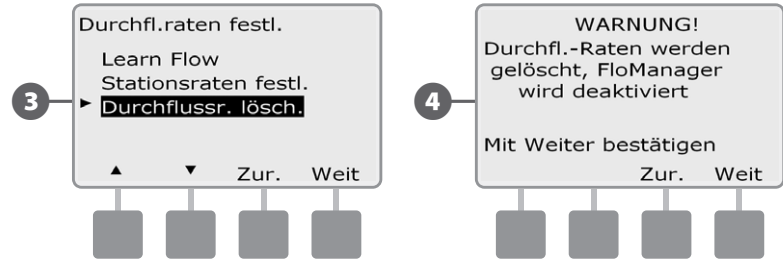 Durchfl.raten festl.
Learn Flow
Stationsraten festl.
3
► Durchflussr. lösch.
▲ ▼ Zur. Weit
WARNUNG!
Durchfl.-Raten werden
gelöscht, FloManager
4
wird deaktiviert
Mit Weiter bestätigen
Zur. Weit